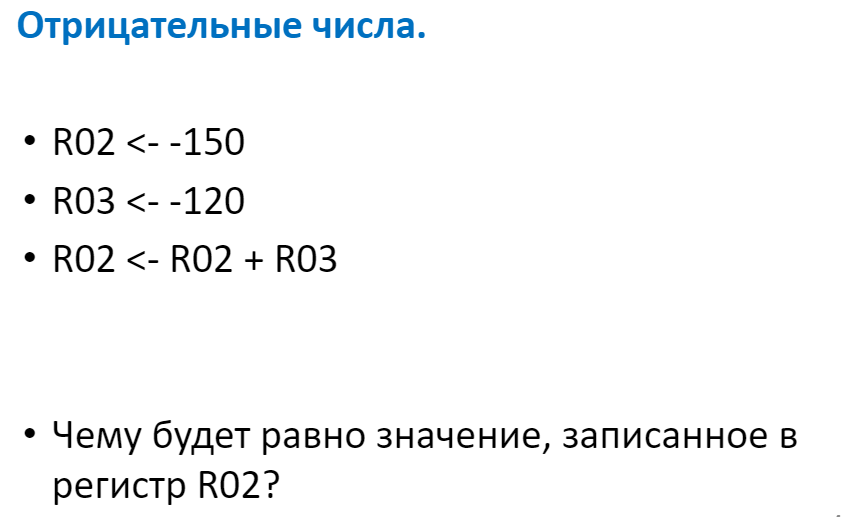 Отрицательные числа.
• R02 <- -150
• R03 <- -120
• R02 <- R02 + R03
• Чему будет равно значение, записанное в
регистр R02?